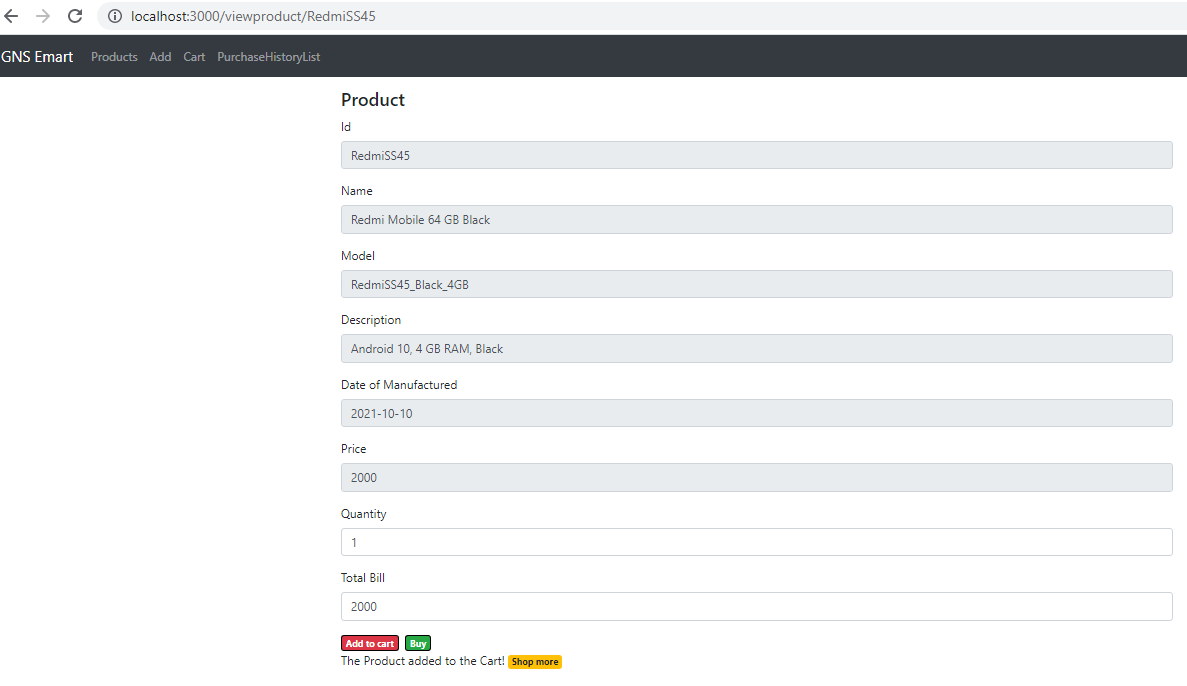 localhost:3000/viewproduct/RedmiSS45
GNS Emart Products Add Cart PurchaseHistoryList
Product
Id
RedmiSS45
Name
Redmi Mobile 64 GB Black
Model
RedmiSS45_Black_4GB
Description
Android 10, 4 GB RAM, Black
Date of Manufactured
2021-10-10
Price
2000
Quantity
1
Total Bill
2000
Add to cart Buy
The Product added to the Cart! Shop more